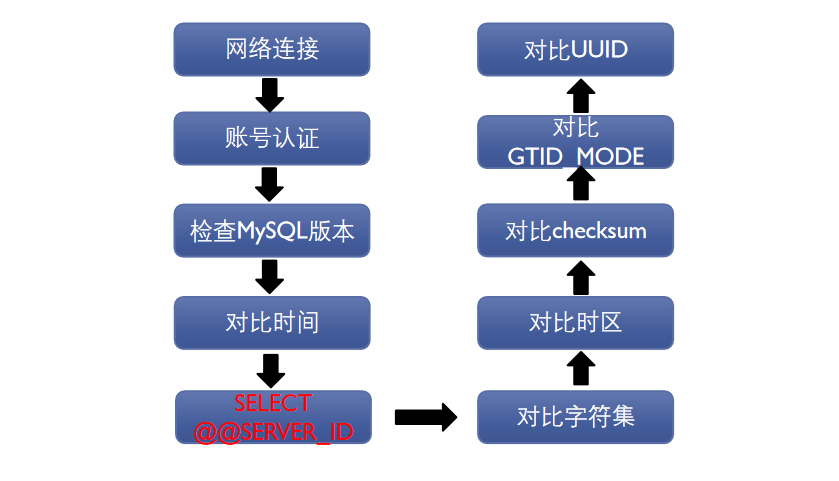 网络连接
账号认证
检查MySQL版本
对比时间
SELECT
@@SERVER_ID
对比字符集
对比时区
对比checksum
对比
GTID_MODE
对比UUID